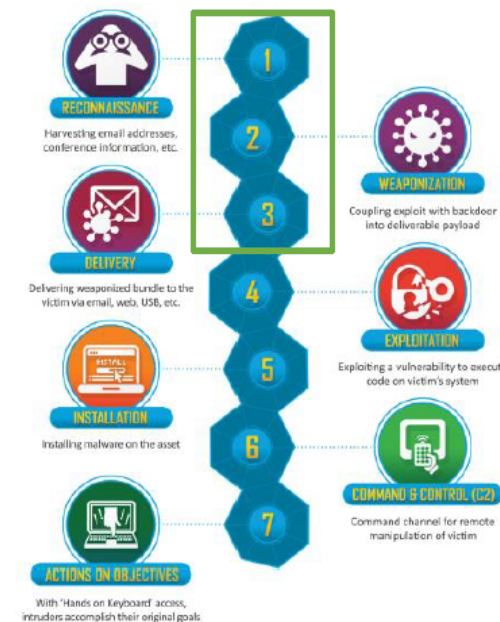 1
RECONNAISSANCE
Harvesting email addresses,
conference information, etc.
2
WEAPONIZATION
Coupling exploit with backdoor
into deliverable payload
3
DELIVERY
Delivering weaponized bundle to the
victim via email, web, USB, etc.
4
EXPLOITATION
Exploiting a vulnerability to execut
code on victim's system
5
INSTALL
INSTALLATION
Installing malware on the asset
6
COMMAND & CONTROL (C2)
Command channel for remote
manipulation of victim
7
ACTIONS ON OBJECTIVES
With 'Hands on Keyboard' access,
intruders accomplish their original goals